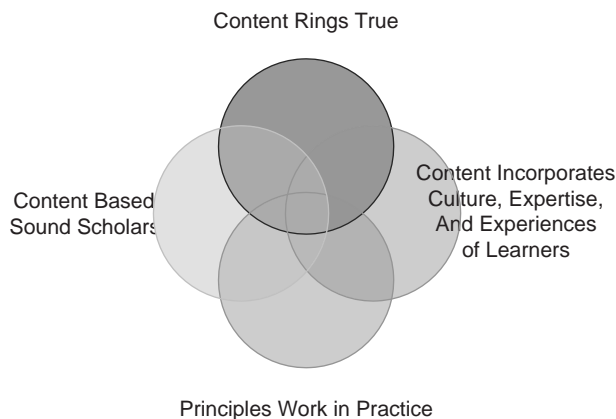 Content Rings True
Content Based
Sound Scholars
Content Incorporates
Culture, Expertise,
And Experiences
of Learners
Principles Work in Practice